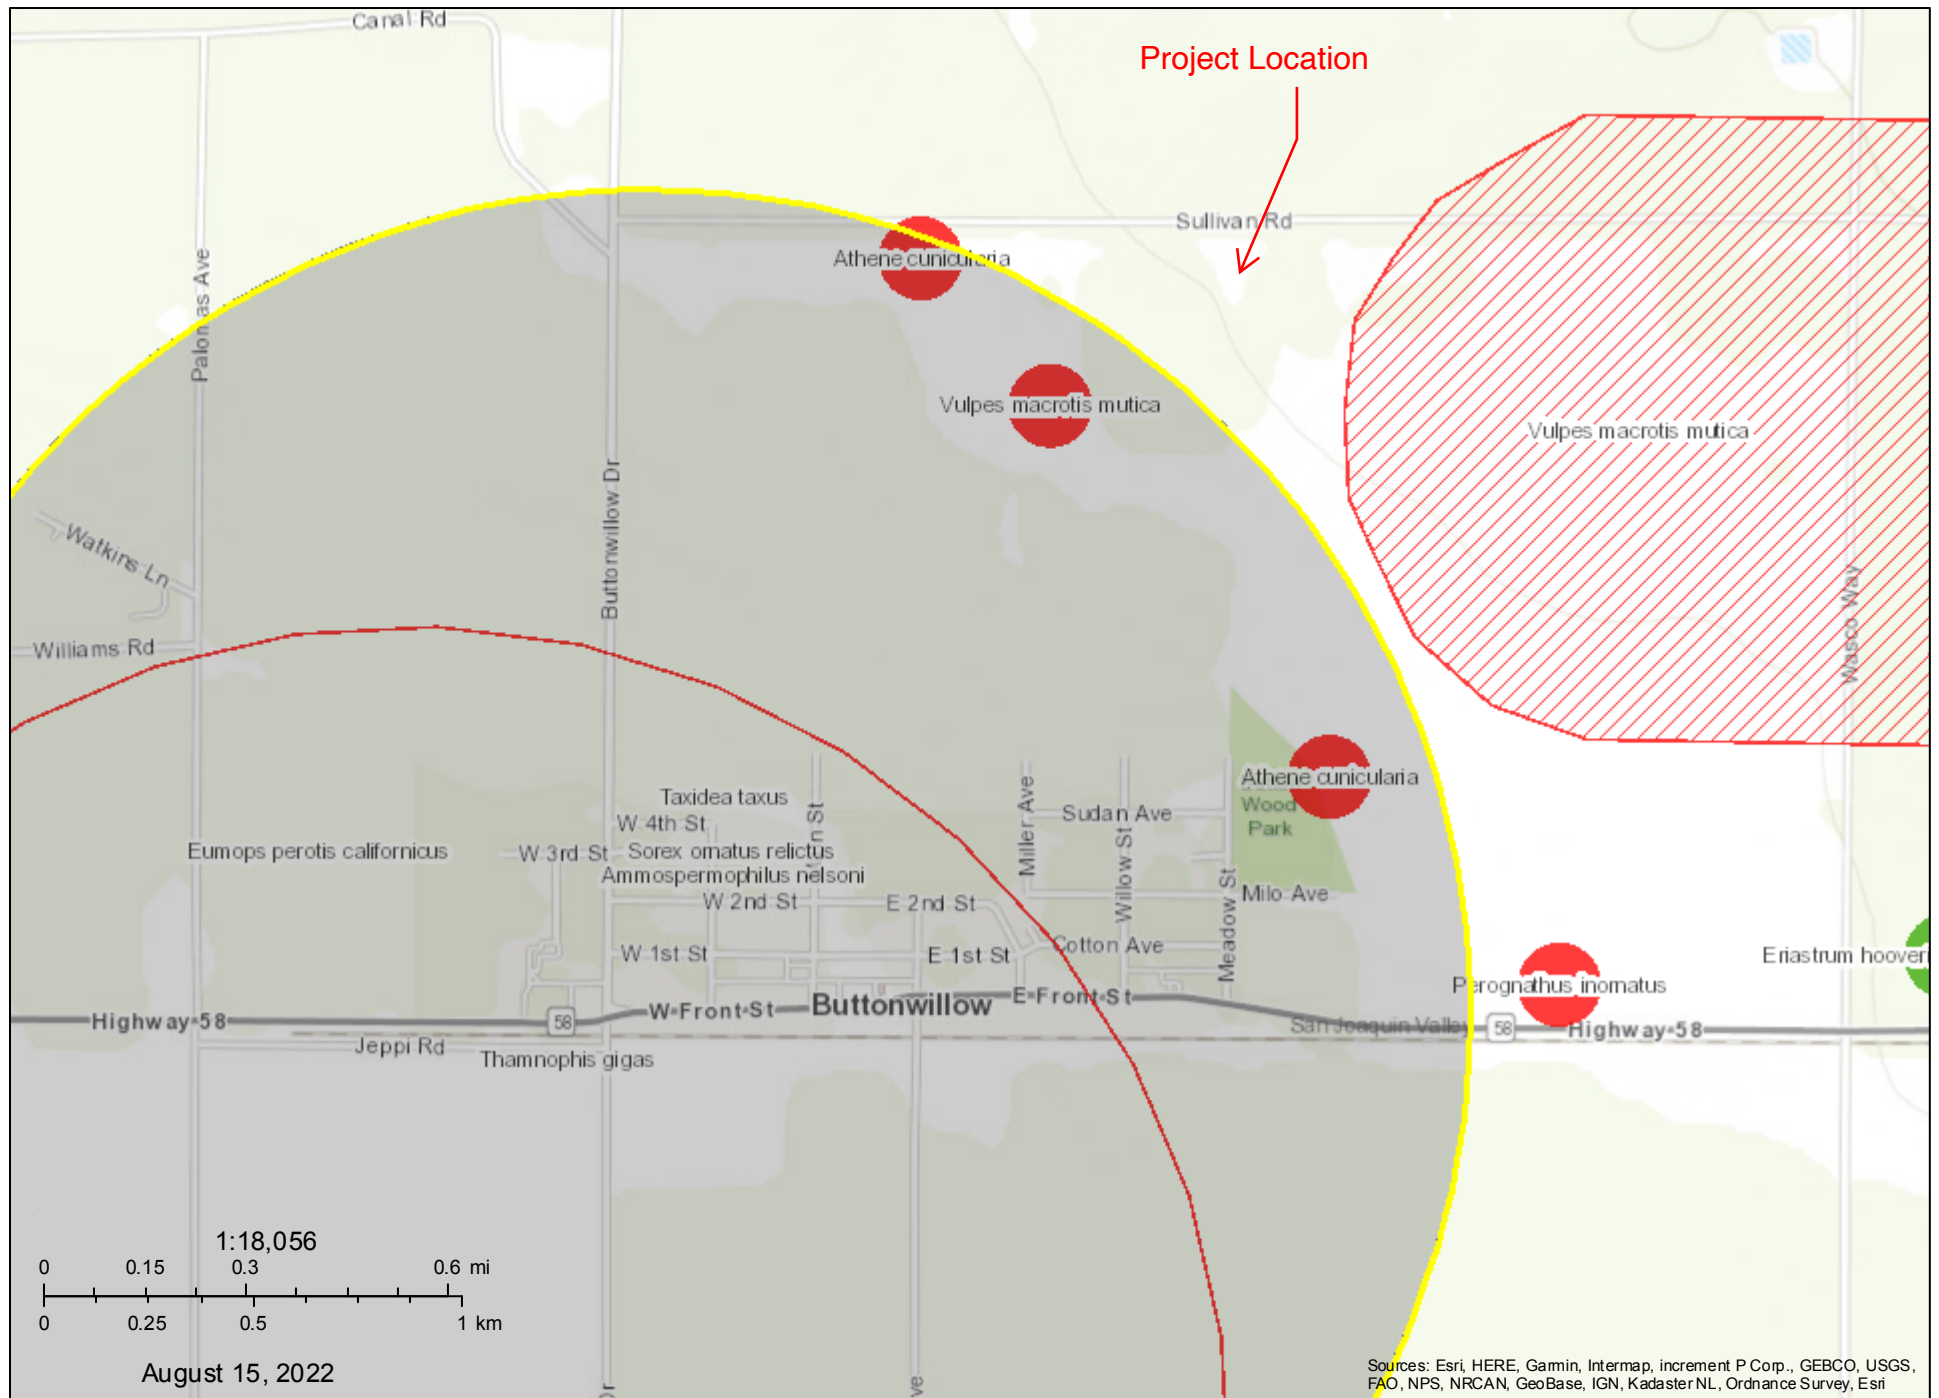 Canal Rd
Project Location
Sullivan Rd
Athene cunicularia
Palomas Ave
Vulpes macrotis mutica
Vulpes macrotis mutica
Buttonwillow Dr
Watkins Ln
Wasco Way
Williams Rd
Athene cunicularia
Taxidea taxus
Sudan Ave
Wood
Park
W 4th St
Miller Ave
Eumops perotis californicus
W 3rd St
Sorex ornatus relictus
Ammospermophilus nelsoni
Willow St
Meadow St
Milo Ave
W 2nd St
E 2nd St
Cotton Ave
W 1st St
E 1st St
Eriastrum hooveri
Perognathus inornatus
W Front St
Buttonwillow
E Front St
Highway 58
58
San Joaquin Valley
58
Highway 58
Jeppi Rd
Thamnophis gigas
1:18,056
0 0.15 0.3 0.6 mi
0 0.25 0.5 1 km
August 15, 2022
Sources: Esri, HERE, Garmin, Intermap, increment P Corp., GEBCO, USGS,
FAO, NPS, NRCAN, GeoBase, IGN, Kadaster NL, Ordnance Survey, Esri